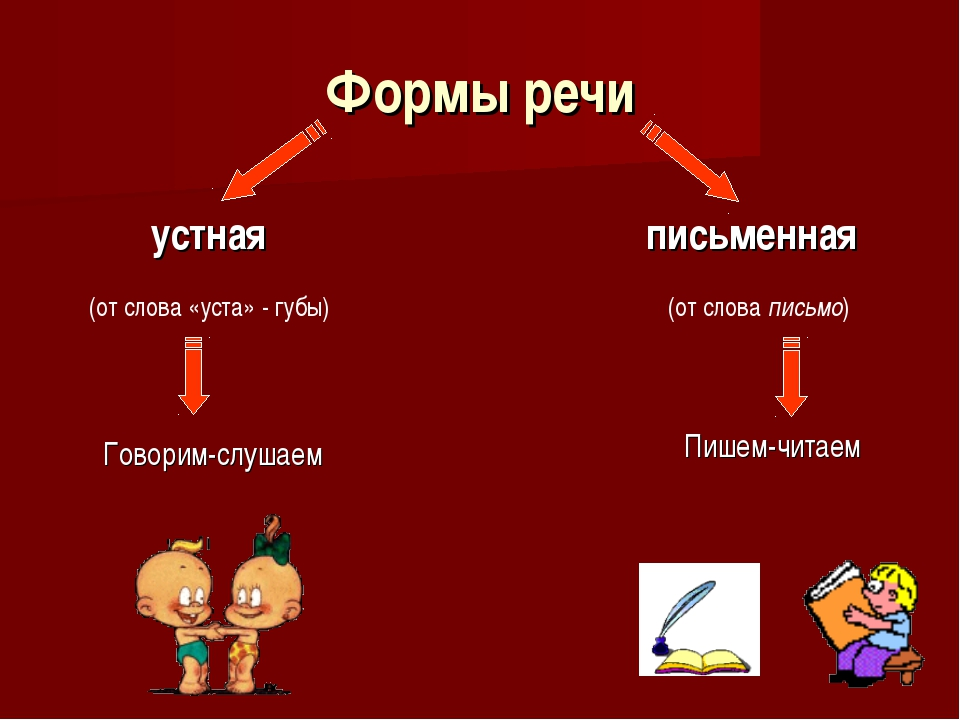 Формы речи
устная
письменная
(от слова «уста» - губы)
(от слова письмо)
Говорим-слушаем
Пишем-читаем